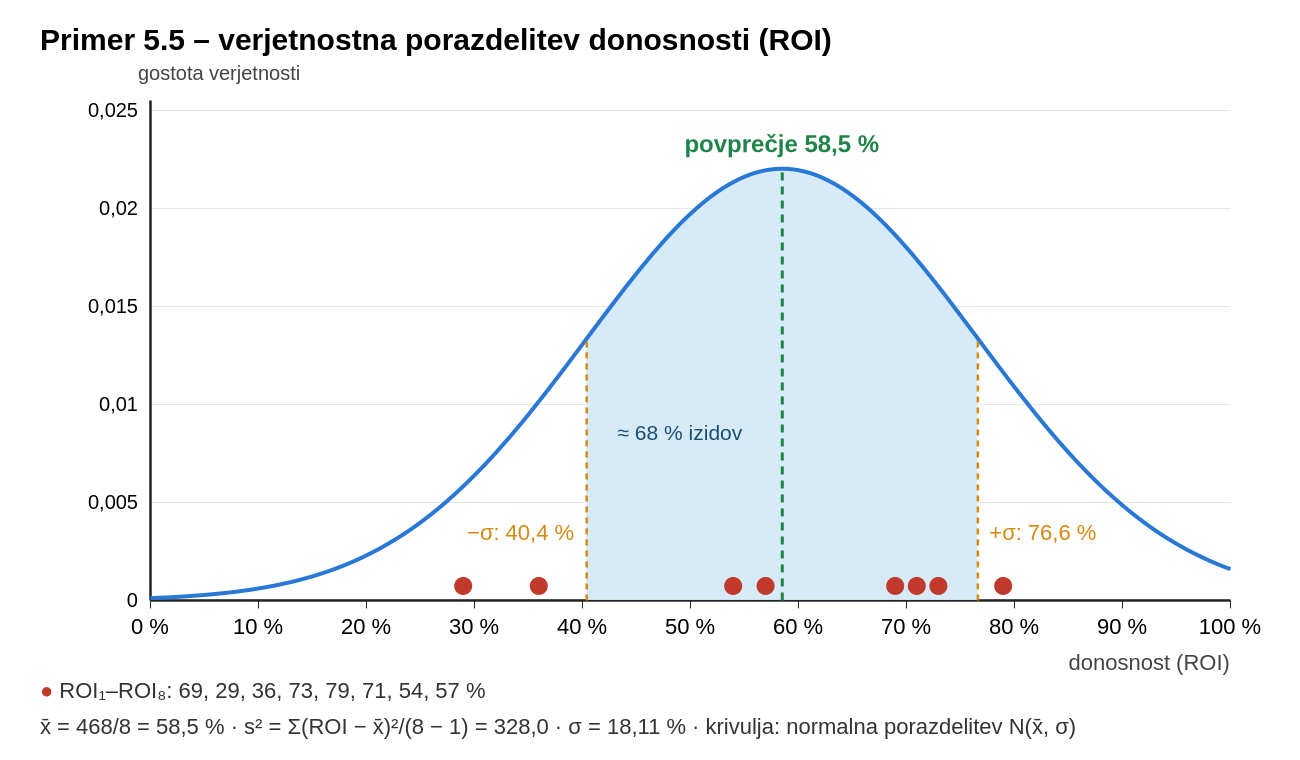 Primer 5.5 – verjetnostna porazdelitev donosnosti (ROI)
gostota verjetnosti
0,025
povprečje 58,5 %
0,02
0,015
0,01
≈ 68 % izidov
0,005
−σ: 40,4 %
+σ: 76,6 %
0
0 %
10 %
20 %
30 %
40 %
50 %
60 %
70 %
80 %
90 %
100 %
donosnost (ROI)
● ROI₁–ROI₈: 69, 29, 36, 73, 79, 71, 54, 57 %
x̄ = 468/8 = 58,5 % · s² = Σ(ROI − x̄)²/(8 − 1) = 328,0 · σ = 18,11 % · krivulja: normalna porazdelitev N(x̄, σ)